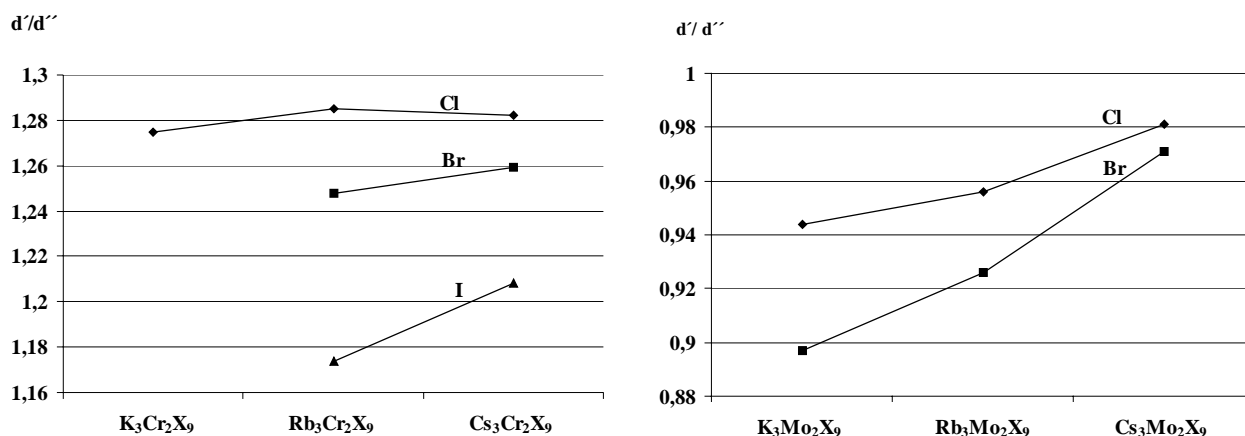 d´/d´´
1,3
1,28
1,26
1,24
1,22
1,2
1,18
1,16
Cl
Br
I
K₃Cr₂X₉ Rb₃Cr₂X₉ Cs₃Cr₂X₉
d´/ d´´
1
0,98
0,96
0,94
0,92
0,9
0,88
Cl
Br
K₃Mo₂X₉ Rb₃Mo₂X₉ Cs₃Mo₂X₉